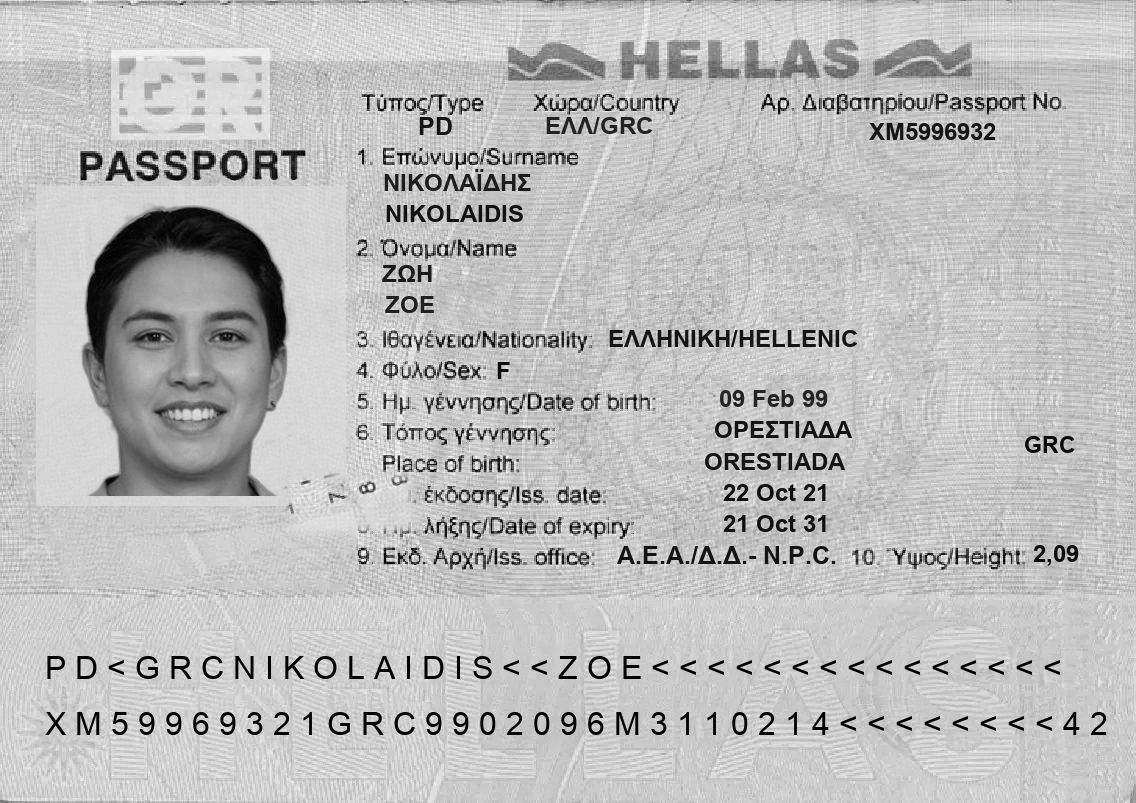 HELLAS
GR
PASSPORT
Τύπος/Type Χώρα/Country Αρ. Διαβατηρίου/Passport No.
PD ΕΛΛ/GRC XM5996932
1. Επώνυμο/Surname
ΝΙΚΟΛΑΪΔΗΣ
NIKOLAIDIS
2. Όνομα/Name
ΖΩΗ
ZOE
3. Ιθαγένεια/Nationality: ΕΛΛΗΝΙΚΗ/HELLENIC
4. Φύλο/Sex: F
5. Ημ. γέννησης/Date of birth: 09 Feb 99
6. Τόπος γέννησης: ΟΡΕΣΤΙΑΔΑ
Place of birth: ORESTIADA GRC
έκδοσης/Iss. date: 22 Oct 21
λήξης/Date of expiry: 21 Oct 31
9 Εκδ. Αρχή/Iss. office: Α.Ε.Α./Δ.Δ.- N.P.C. 10. Ύψος/Height: 2,09
HELLAS
PD<GRCNIKOLAIDIS<<ZOE<<<<<<<<<<<<<<<
XM59969321GRC9902096M3110214<<<<<<<<42